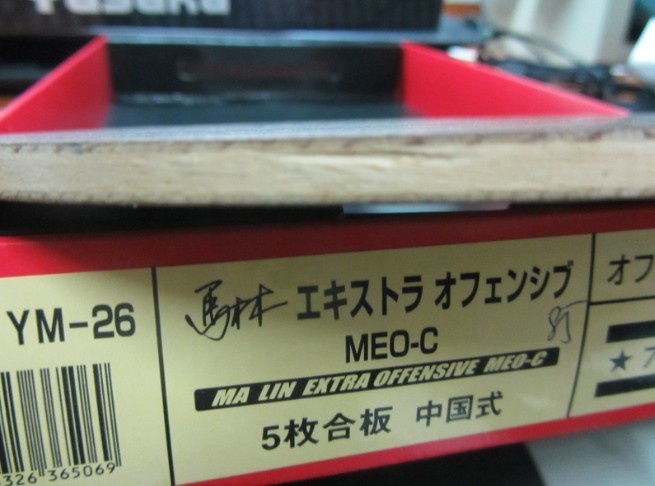 Yasaka
YM-26
馬林 エキストラ オフェンシブ
MEO-C
MA LIN EXTRA OFFENSIVE MEO-C
5枚合板 中国式
オフ
★
326 365069